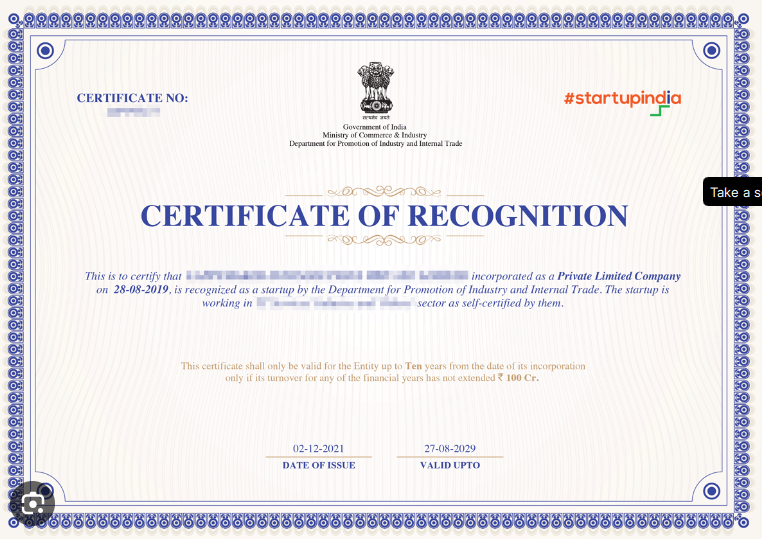 CERTIFICATE NO:
सत्यमेव जयते
Government of India
Ministry of Commerce & Industry
Department for Promotion of Industry and Internal Trade
#startupindia
Take a s
CERTIFICATE OF RECOGNITION
This is to certify that incorporated as a Private Limited Company
on 28-08-2019, is recognized as a startup by the Department for Promotion of Industry and Internal Trade. The startup is
working in sector as self-certified by them.
This certificate shall only be valid for the Entity up to Ten years from the date of its incorporation
only if its turnover for any of the financial years has not extended ₹ 100 Cr.
02-12-2021 27-08-2029
DATE OF ISSUE VALID UPTO